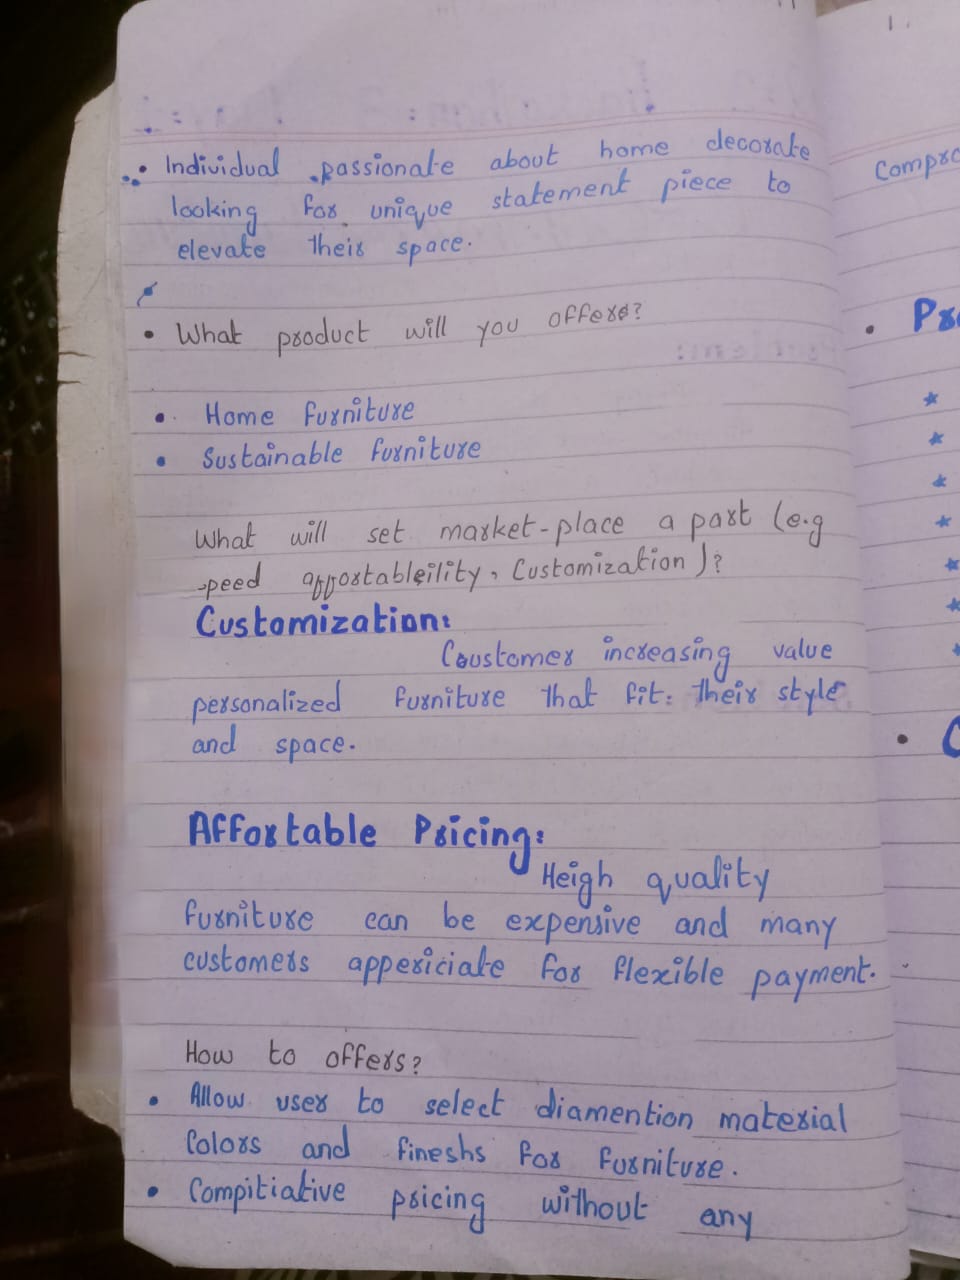 • Individual passionate about home decorate
looking for unique statement piece to
elevate their space.
• What product will you offers?
• Home furniture
• Sustainable furniture
What will set market-place a part (e.g
speed affortableility, Customization)?
Customization:
Coustomer increasing value
personalized furniture that fit: their style
and space.
Affortable Pricing:
Heigh quality
furniture can be expensive and many
customers appericiate for flexible payment.
How to offers?
• Allow user to select diamention material
Colors and fineshs for furniture.
• Compitiative pricing without any
Compro
• Pro